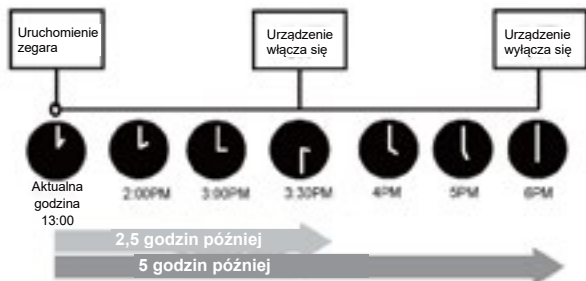 Uruchomienie
zegara
Urządzenie
włącza się
Urządzenie
wyłącza się
Aktualna
godzina
13:00
2:00PM
3:00PM
3:30PM
4PM
5PM
6PM
2,5 godzin później
5 godzin później